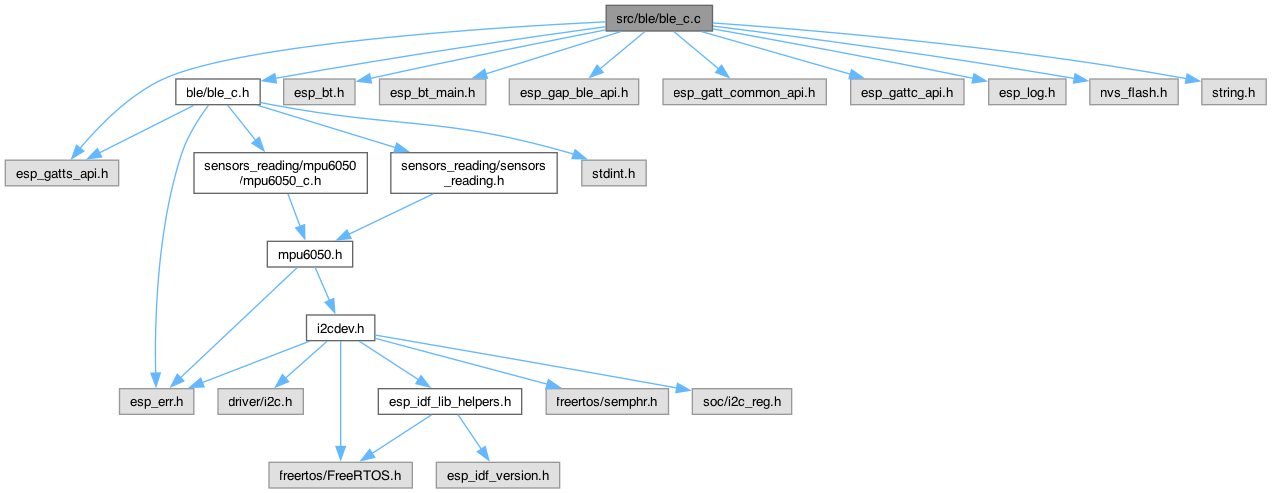 src/ble/ble_c.c
ble/ble_c.h
esp_bt.h
esp_bt_main.h
esp_gap_ble_api.h
esp_gatt_common_api.h
esp_gattc_api.h
esp_log.h
nvs_flash.h
string.h
esp_gatts_api.h
sensors_reading/mpu6050
/mpu6050_c.h
sensors_reading/sensors
_reading.h
stdint.h
mpu6050.h
i2cdev.h
esp_err.h
driver/i2c.h
esp_idf_lib_helpers.h
freertos/semphr.h
soc/i2c_reg.h
freertos/FreeRTOS.h
esp_idf_version.h